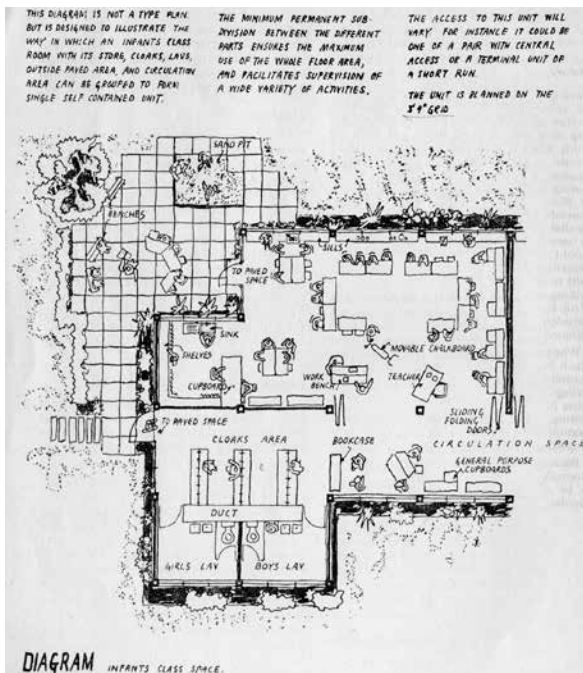 THIS DIAGRAM IS NOT A TYPE PLAN.
BUT IS DESIGNED TO ILLUSTRATE THE
WAY IN WHICH AN INFANTS CLASS
ROOM WITH ITS STORE, CLOAKS, LAVS,
OUTSIDE PAVED AREA, AND CIRCULATION
AREA CAN BE GROUPED TO FORM
SINGLE SELF CONTAINED UNIT.
THE MINIMUM PERMANENT SUB-
DIVISION BETWEEN THE DIFFERENT
PARTS ENSURES THE MAXIMUM
USE OF THE WHOLE FLOOR AREA,
AND FACILITATES SUPERVISION OF
A WIDE VARIETY OF ACTIVITIES.
THE ACCESS TO THIS UNIT WILL
VARY FOR INSTANCE IT COULD BE
ONE OF A PAIR WITH CENTRAL
ACCESS OR A TERMINAL UNIT OF
A SHORT RUN.
THE UNIT IS PLANNED ON THE
GRID
SAND PIT
BENCHES
SILLS
TO PAVED
SPACE
SINK
SHELVES
CUPBOARD
MOVABLE CHALKBOARD
WORK
BENCH
TEACHER
SLIDING
FOLDING
DOORS
TO PAVED SPACE
CLOAKS AREA
BOOKCASE
CIRCULATION SPACE
GENERAL PURPOSE
CUPBOARDS
DUCT
GIRLS LAV
BOYS LAV
DIAGRAM INFANTS CLASS SPACE.